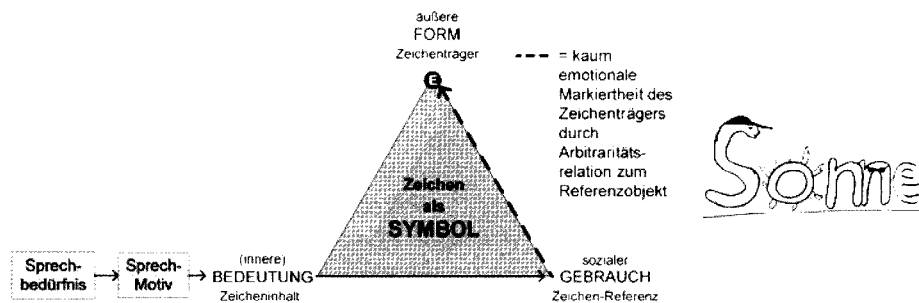 äußere
FORM
Zeichenträger
E
= kaum
emotionale
Markiertheit des
Zeichenträgers
durch
Arbitraritäts-
relation zum
Referenzobjekt
Sonne
Zeichen
als
SYMBOL
Sprech-
bedürfnis
Sprech-
Motiv
(innere)
BEDEUTUNG
Zeicheninhalt
sozialer
GEBRAUCH
Zeichen-Referenz